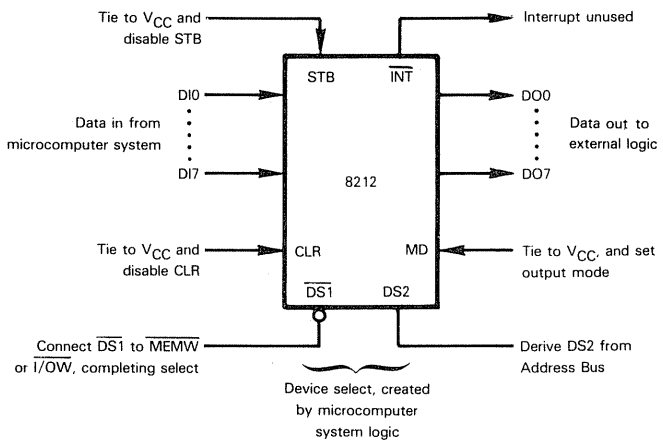 Tie to VCC and
disable STB
Interrupt unused
STB
INT
DI0
DO0
Data in from
microcomputer system
Data out to
external logic
DI7
DO7
8212
Tie to VCC and
disable CLR
CLR
MD
Tie to VCC, and set
output mode
DS1
DS2
Connect DS1 to MEMW
or I/OW, completing select
Derive DS2 from
Address Bus
Device select, created
by microcomputer
system logic